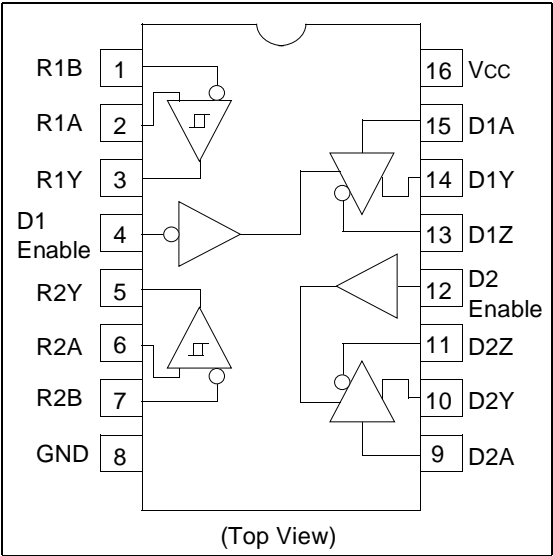 R1B 1 16 VCC
R1A 2 15 D1A
R1Y 3 14 D1Y
D1
Enable 4 13 D1Z
R2Y 5 12 D2
Enable
R2A 6 11 D2Z
R2B 7 10 D2Y
GND 8 9 D2A
(Top View)